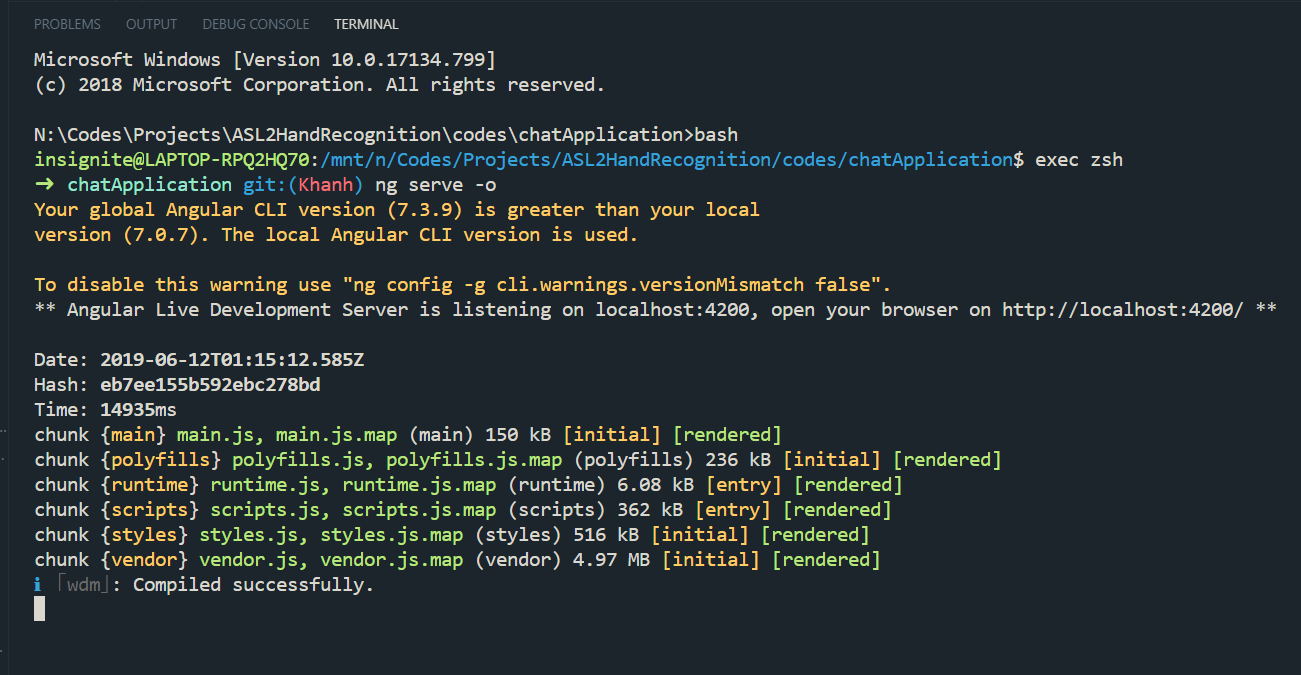 PROBLEMS OUTPUT DEBUG CONSOLE TERMINAL
Microsoft Windows [Version 10.0.17134.799]
(c) 2018 Microsoft Corporation. All rights reserved.
N:\Codes\Projects\ASL2HandRecognition\codes\chatApplication>bash
insignite@LAPTOP-RPQ2HQ70:/mnt/n/Codes/Projects/ASL2HandRecognition/codes/chatApplication$ exec zsh
➜ chatApplication git:(Khanh) ng serve -o
Your global Angular CLI version (7.3.9) is greater than your local
version (7.0.7). The local Angular CLI version is used.
To disable this warning use "ng config -g cli.warnings.versionMismatch false".
** Angular Live Development Server is listening on localhost:4200, open your browser on http://localhost:4200/ **
Date: 2019-06-12T01:15:12.585Z
Hash: eb7ee155b592ebc278bd
Time: 14935ms
chunk {main} main.js, main.js.map (main) 150 kB [initial] [rendered]
chunk {polyfills} polyfills.js, polyfills.js.map (polyfills) 236 kB [initial] [rendered]
chunk {runtime} runtime.js, runtime.js.map (runtime) 6.08 kB [entry] [rendered]
chunk {scripts} scripts.js, scripts.js.map (scripts) 362 kB [entry] [rendered]
chunk {styles} styles.js, styles.js.map (styles) 516 kB [initial] [rendered]
chunk {vendor} vendor.js, vendor.js.map (vendor) 4.97 MB [initial] [rendered]
ℹ ｢wdm｣: Compiled successfully.